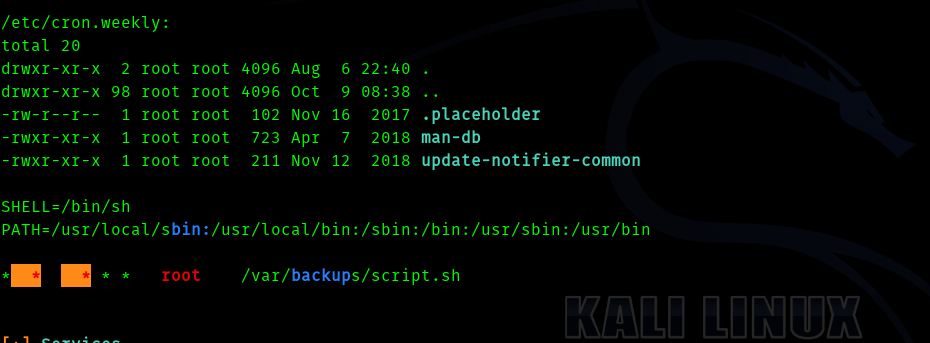 /etc/cron.weekly:
total 20
drwxr-xr-x  2 root root 4096 Aug  6 22:40 .
drwxr-xr-x 98 root root 4096 Oct  9 08:38 ..
-rw-r--r--  1 root root  102 Nov 16  2017 .placeholder
-rwxr-xr-x  1 root root  723 Apr  7  2018 man-db
-rwxr-xr-x  1 root root  211 Nov 12  2018 update-notifier-common
SHELL=/bin/sh
PATH=/usr/local/sbin:/usr/local/bin:/sbin:/bin:/usr/sbin:/usr/bin
*  *  * * *   root    /var/backups/script.sh
KALI LINUX
[+] Services